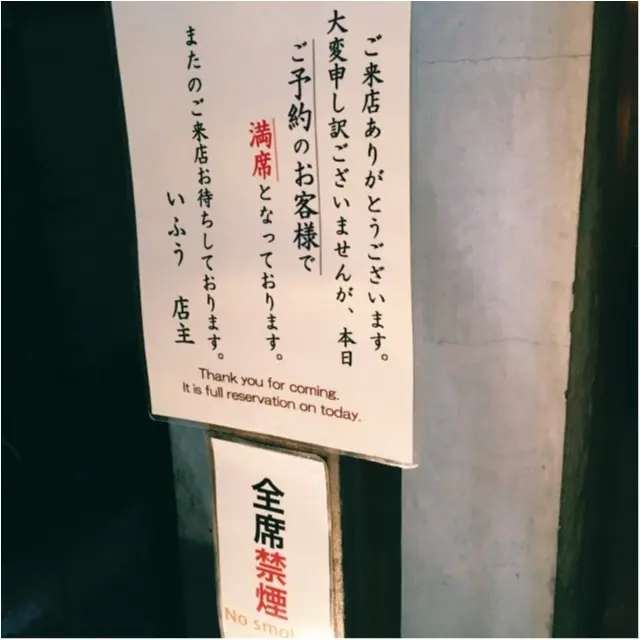 ご来店ありがとうございます。
大変申し訳ございませんが、本日
ご予約のお客様で
満席となっております。
またのご来店お待ちしております。
いふう 店主
Thank you for coming.
It is full reservation on today.
全席禁煙
No smo